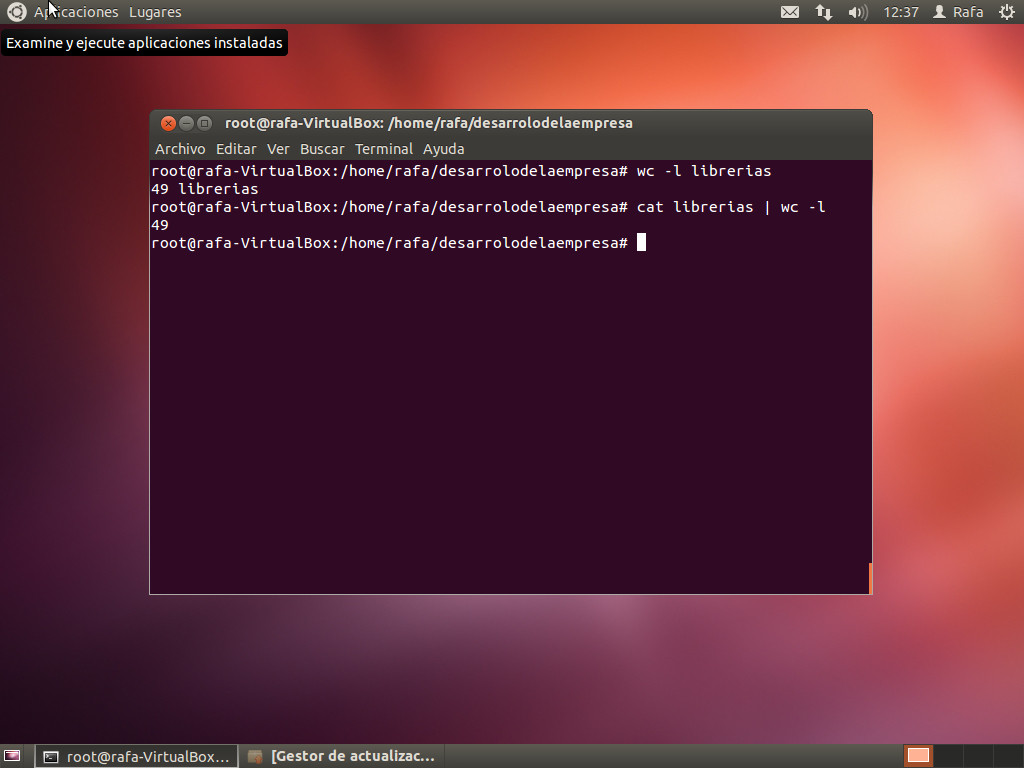 Aplicaciones Lugares 12:37 Rafa
Examine y ejecute aplicaciones instaladas
root@rafa-VirtualBox: /home/rafa/desarrolodelaempresa
Archivo Editar Ver Buscar Terminal Ayuda
root@rafa-VirtualBox:/home/rafa/desarrolodelaempresa# wc -l librerias
49 librerias
root@rafa-VirtualBox:/home/rafa/desarrolodelaempresa# cat librerias | wc -l
49
root@rafa-VirtualBox:/home/rafa/desarrolodelaempresa#
root@rafa-VirtualBox... [Gestor de actualizac...